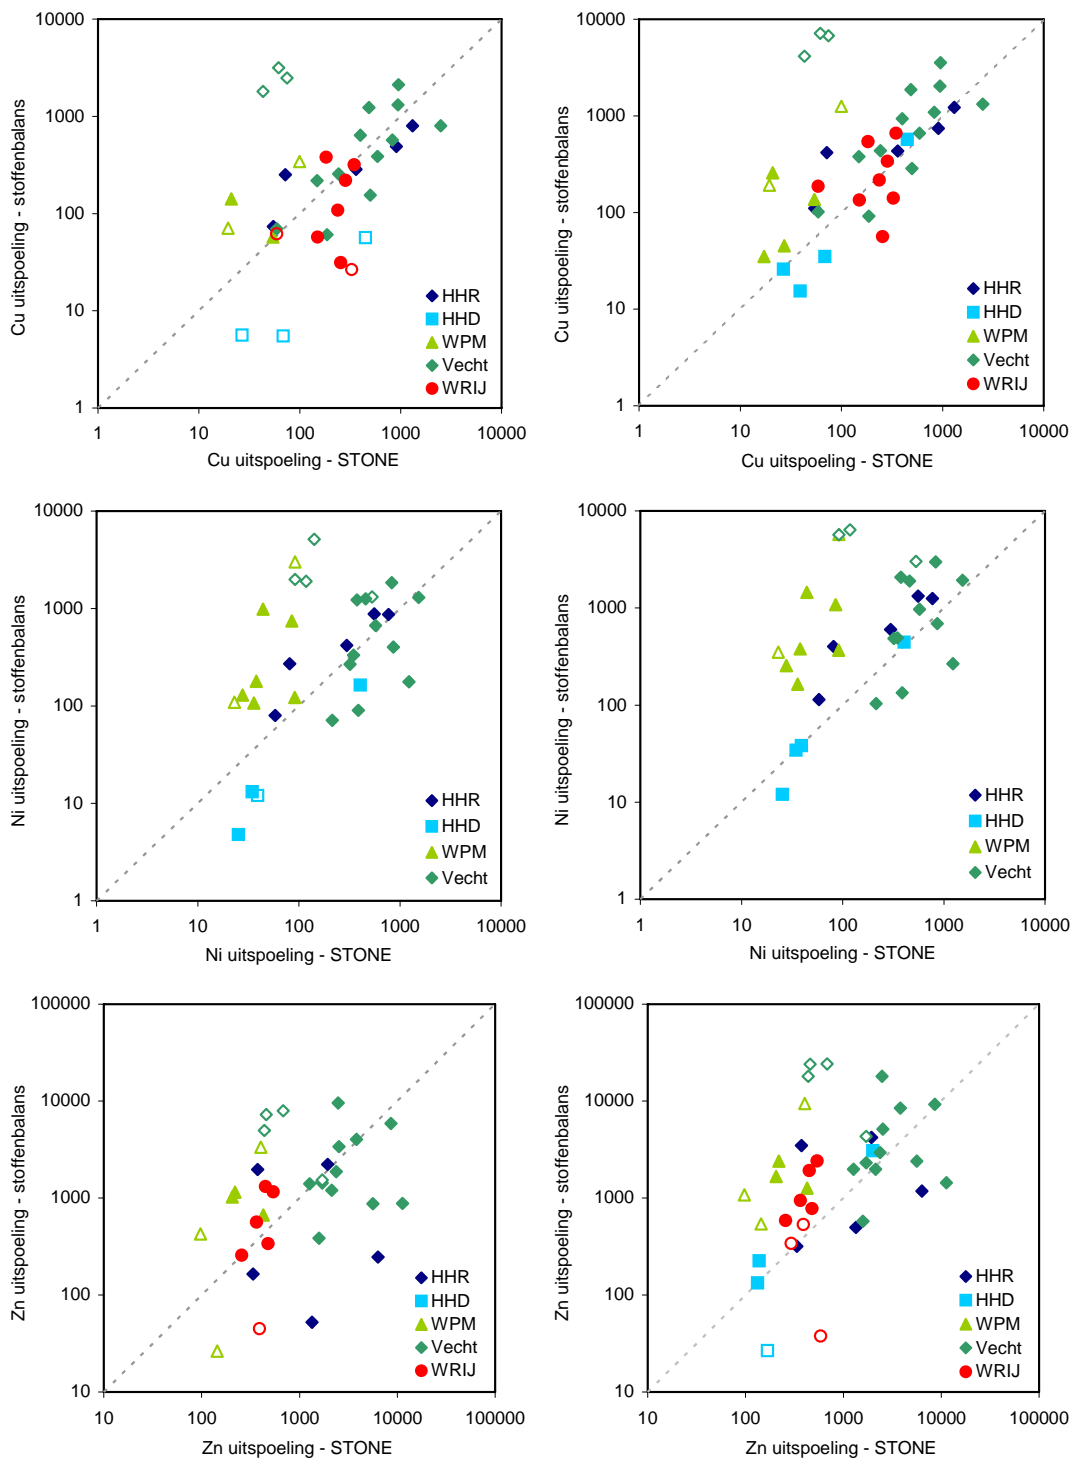 10000
1000
100
10
1
1
10
100
1000
10000
Cu uitspoeling - stoffenbalans
Cu uitspoeling - STONE
HHR
HHD
WPM
Vecht
WRIJ
10000
1000
100
10
1
1
10
100
1000
10000
Cu uitspoeling - stoffenbalans
Cu uitspoeling - STONE
HHR
HHD
WPM
Vecht
WRIJ
10000
1000
100
10
1
1
10
100
1000
10000
Ni uitspoeling - stoffenbalans
Ni uitspoeling - STONE
HHR
HHD
WPM
Vecht
10000
1000
100
10
1
1
10
100
1000
10000
Ni uitspoeling - stoffenbalans
Ni uitspoeling - STONE
HHR
HHD
WPM
Vecht
100000
10000
1000
100
10
10
100
1000
10000
100000
Zn uitspoeling - stoffenbalans
Zn uitspoeling - STONE
HHR
HHD
WPM
Vecht
WRIJ
100000
10000
1000
100
10
10
100
1000
10000
100000
Zn uitspoeling - stoffenbalans
Zn uitspoeling - STONE
HHR
HHD
WPM
Vecht
WRIJ